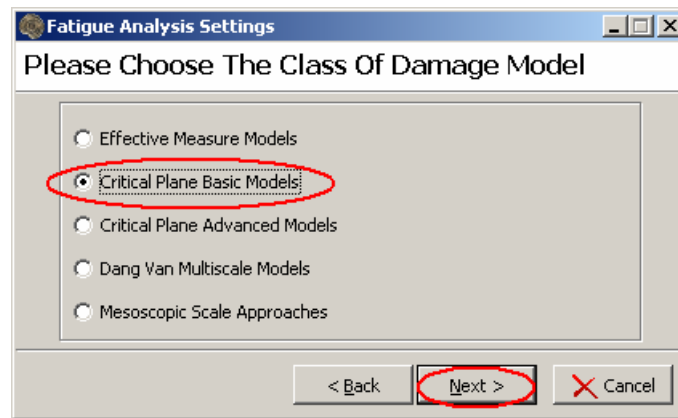 Fatigue Analysis Settings
Please Choose The Class Of Damage Model
Effective Measure Models
Critical Plane Basic Models
Critical Plane Advanced Models
Dang Van Multiscale Models
Mesoscopic Scale Approaches
< Back Next > Cancel